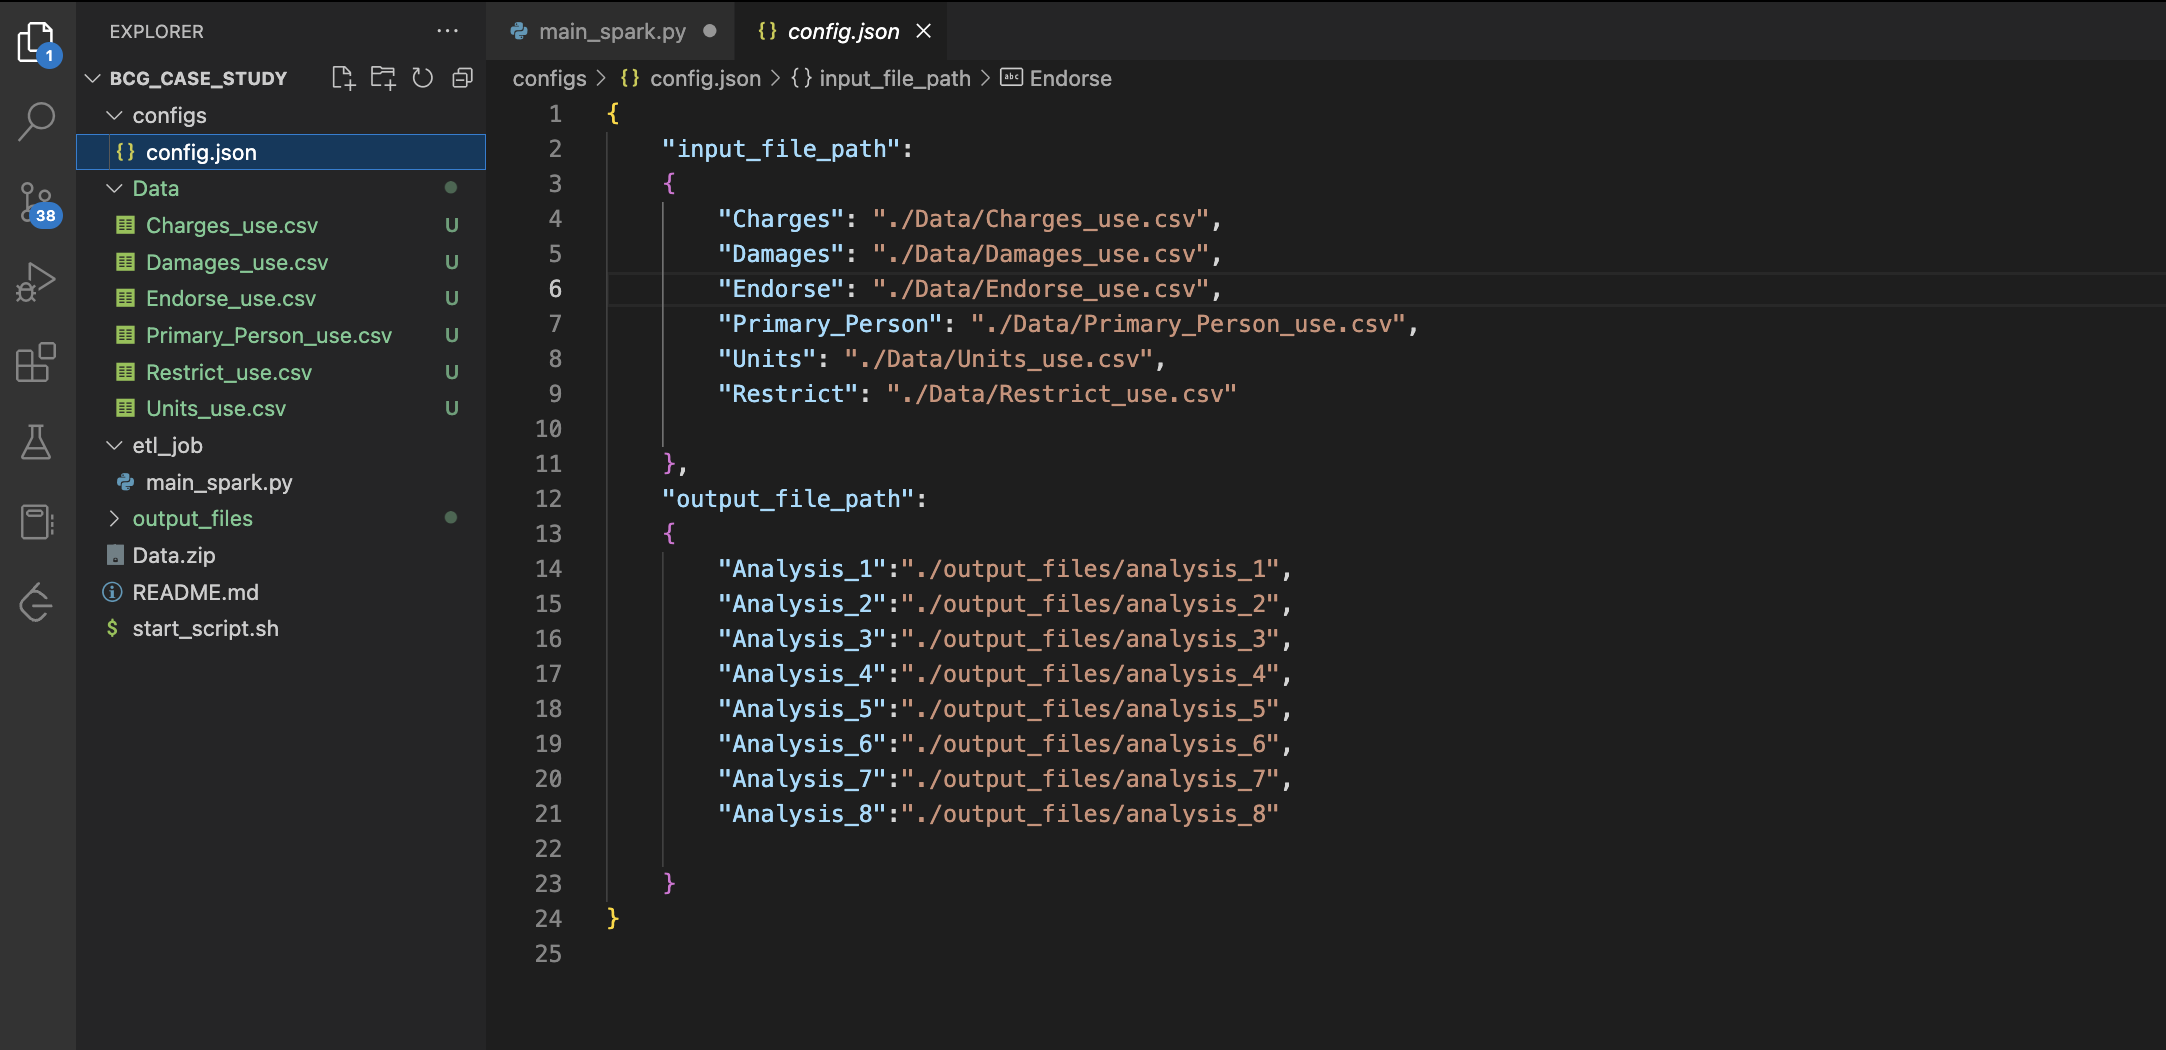 EXPLORER
BCG_CASE_STUDY
configs
{} config.json
Data
Charges_use.csv U
Damages_use.csv U
Endorse_use.csv U
Primary_Person_use.csv U
Restrict_use.csv U
Units_use.csv U
etl_job
main_spark.py
output_files
Data.zip
README.md
$ start_script.sh
1
38
main_spark.py
{} config.json
configs > {} config.json > {} input_file_path > abc Endorse
1 {
2 "input_file_path":
3 {
4 "Charges": "./Data/Charges_use.csv",
5 "Damages": "./Data/Damages_use.csv",
6 "Endorse": "./Data/Endorse_use.csv",
7 "Primary_Person": "./Data/Primary_Person_use.csv",
8 "Units": "./Data/Units_use.csv",
9 "Restrict": "./Data/Restrict_use.csv"
10
11 },
12 "output_file_path":
13 {
14 "Analysis_1":"./output_files/analysis_1",
15 "Analysis_2":"./output_files/analysis_2",
16 "Analysis_3":"./output_files/analysis_3",
17 "Analysis_4":"./output_files/analysis_4",
18 "Analysis_5":"./output_files/analysis_5",
19 "Analysis_6":"./output_files/analysis_6",
20 "Analysis_7":"./output_files/analysis_7",
21 "Analysis_8":"./output_files/analysis_8"
22
23 }
24 }
25